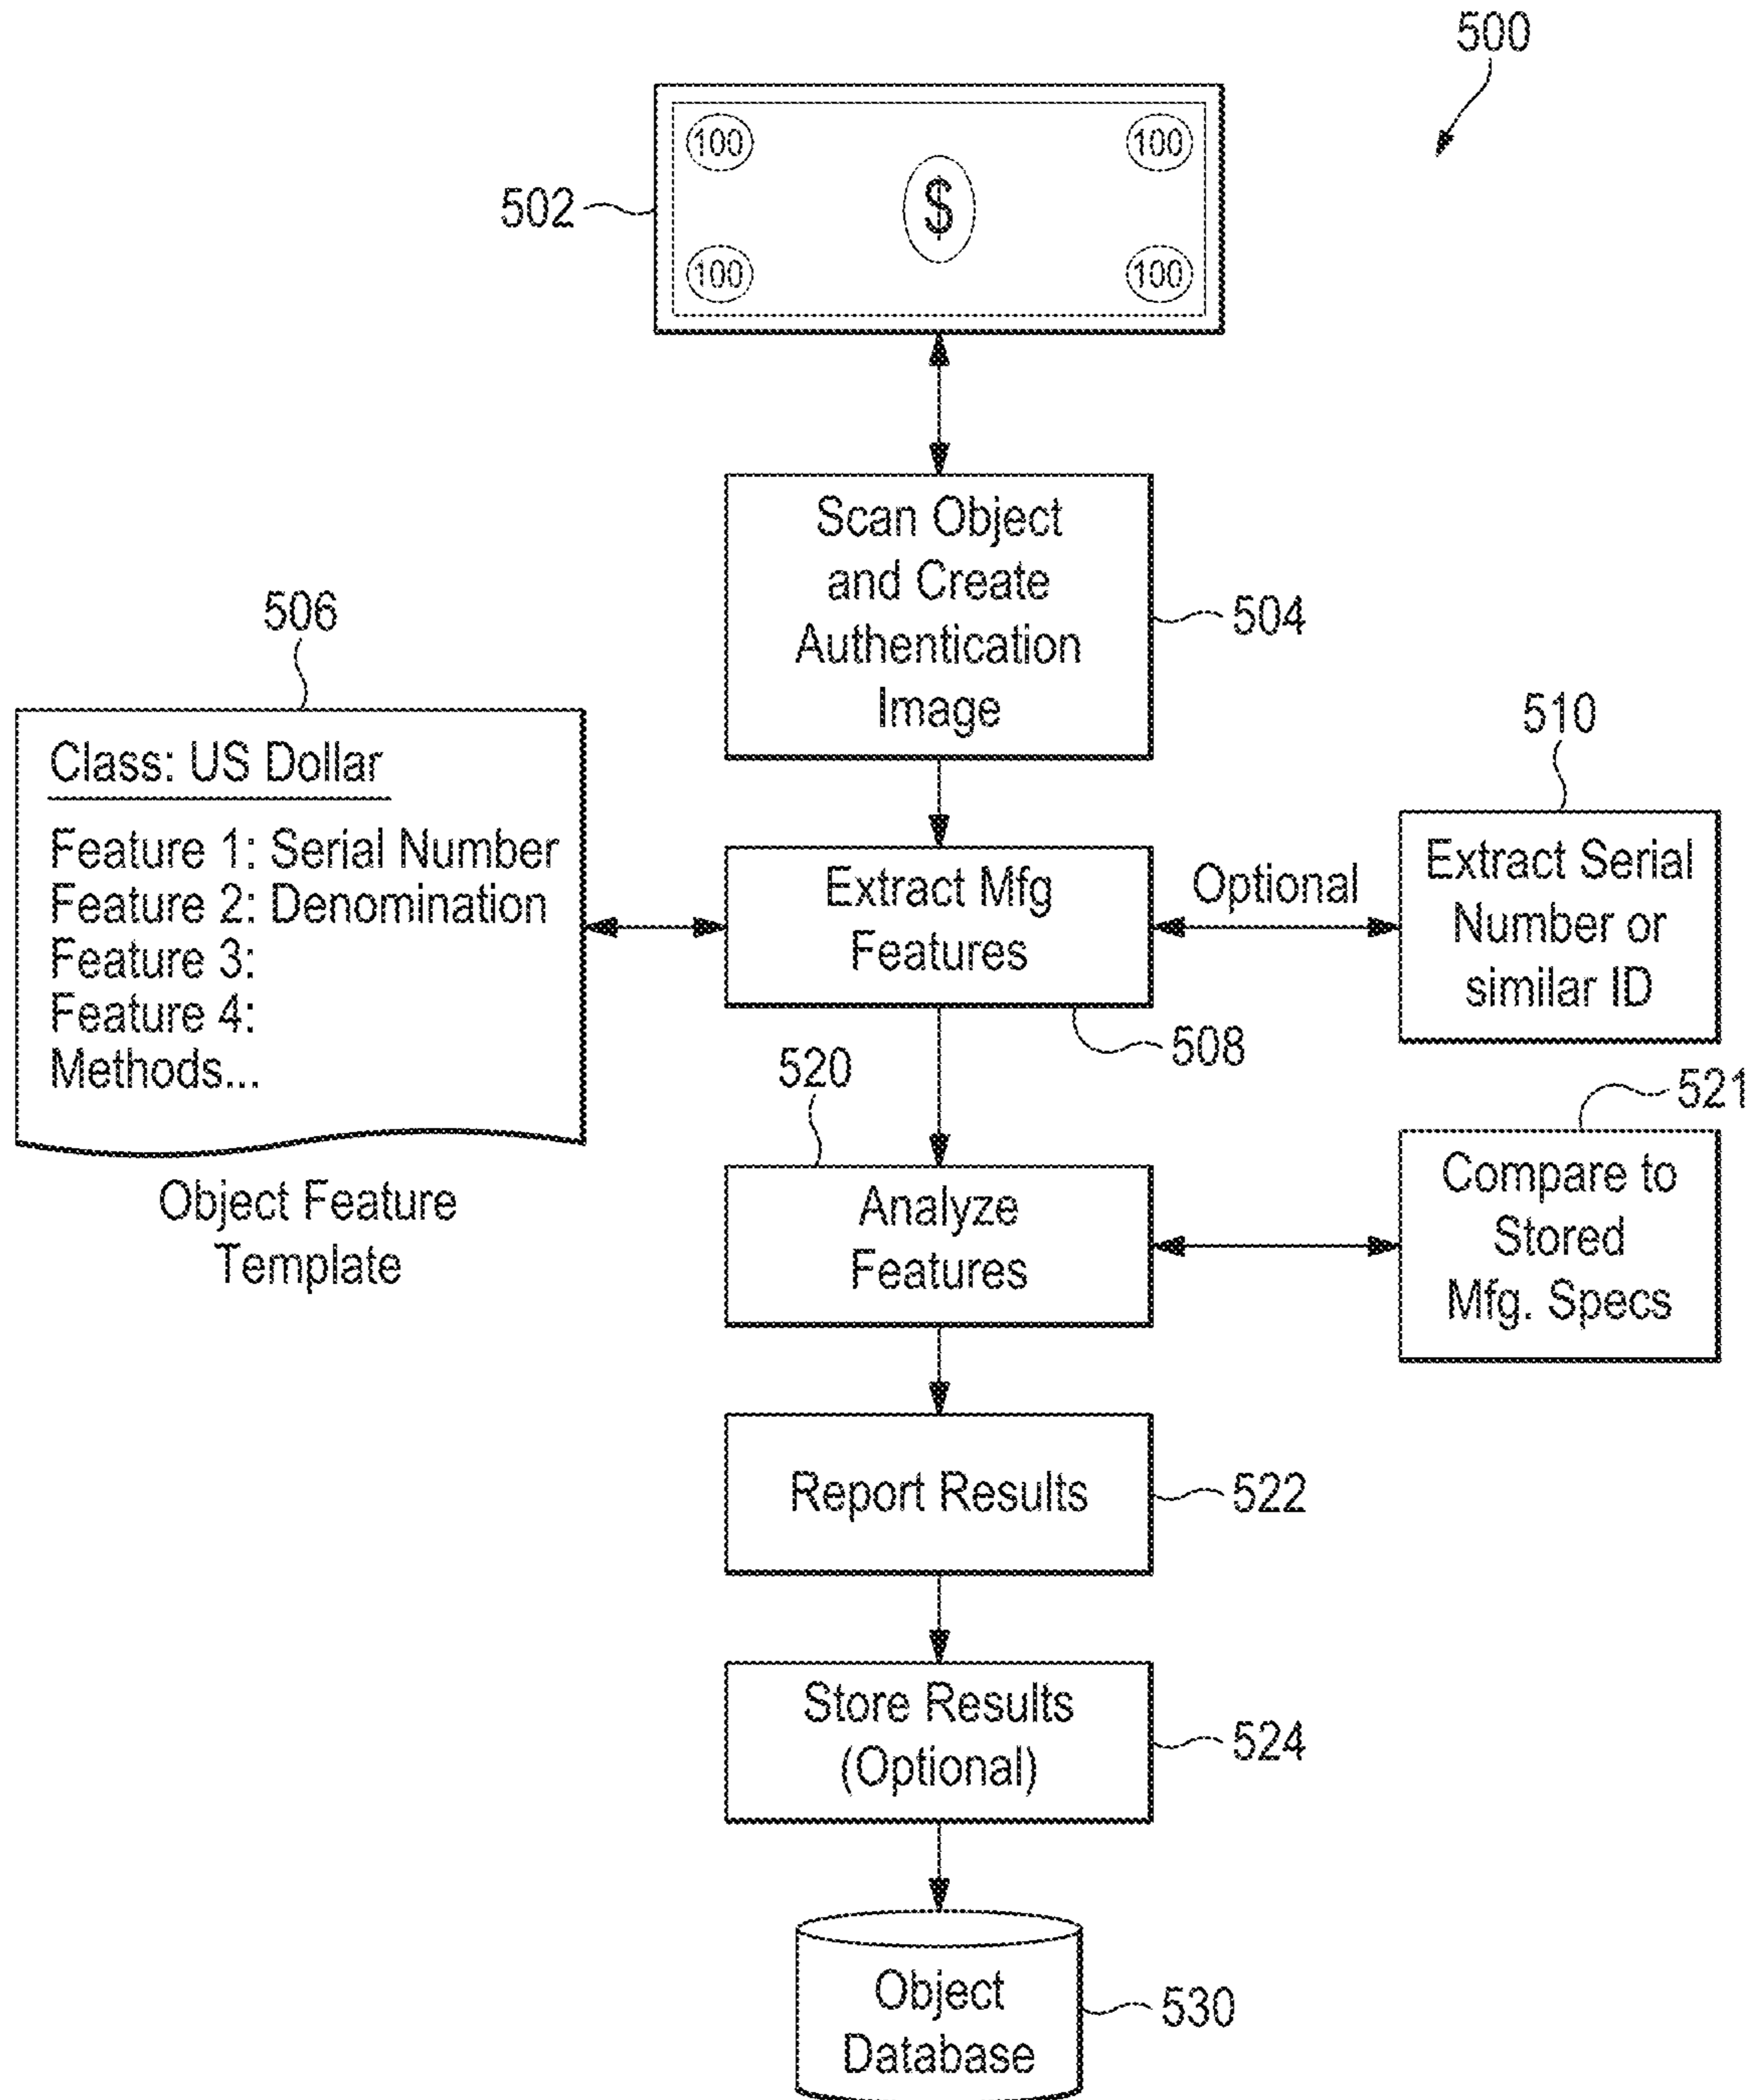 500
100
100
502
$
100
100
Scan Object
and Create
Authentication
Image
504
506
Class: US Dollar
Feature 1: Serial Number
Feature 2: Denomination
Feature 3:
Feature 4:
Methods...
Object Feature
Template
Extract Mfg
Features
508
Optional
510
Extract Serial
Number or
similar ID
520
Analyze
Features
521
Compare to
Stored
Mfg. Specs
Report Results
522
Store Results
(Optional)
524
Object
Database
530